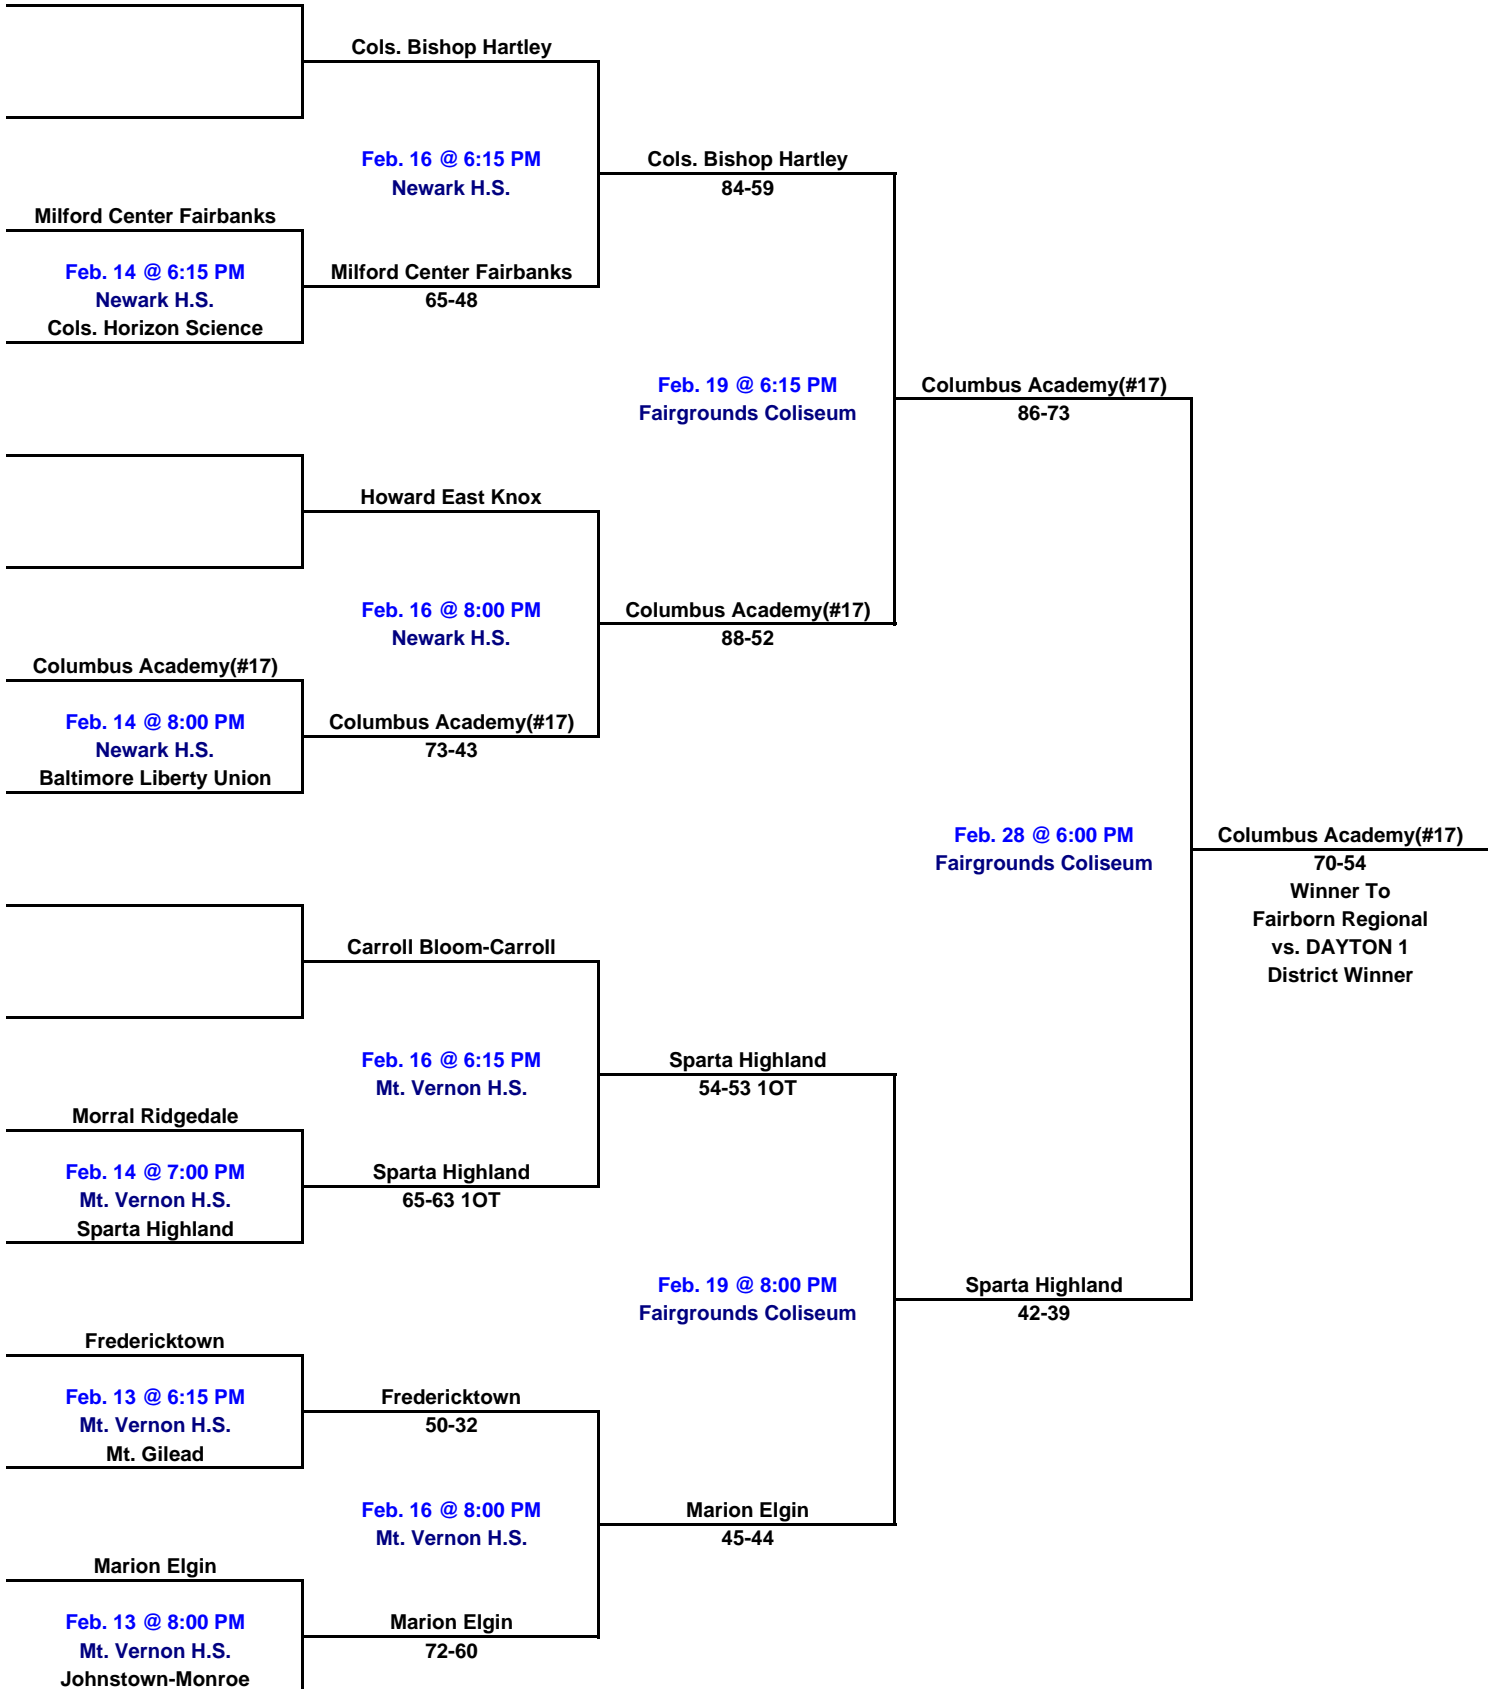 Cols. Bishop Hartley
Feb. 16 @ 6:15 PM
Newark H.S.
Cols. Bishop Hartley
84-59
Milford Center Fairbanks
Feb. 14 @ 6:15 PM
Newark H.S.
Cols. Horizon Science
Milford Center Fairbanks
65-48
Feb. 19 @ 6:15 PM
Fairgrounds Coliseum
Columbus Academy(#17)
86-73
Howard East Knox
Feb. 16 @ 8:00 PM
Newark H.S.
Columbus Academy(#17)
88-52
Columbus Academy(#17)
Feb. 14 @ 8:00 PM
Newark H.S.
Baltimore Liberty Union
Columbus Academy(#17)
73-43
Feb. 28 @ 6:00 PM
Fairgrounds Coliseum
Columbus Academy(#17)
70-54
Winner To
Fairborn Regional
vs. DAYTON 1
District Winner
Carroll Bloom-Carroll
Feb. 16 @ 6:15 PM
Mt. Vernon H.S.
Sparta Highland
54-53 1OT
Morral Ridgedale
Feb. 14 @ 7:00 PM
Mt. Vernon H.S.
Sparta Highland
Sparta Highland
65-63 1OT
Feb. 19 @ 8:00 PM
Fairgrounds Coliseum
Sparta Highland
42-39
Fredericktown
Feb. 13 @ 6:15 PM
Mt. Vernon H.S.
Mt. Gilead
Fredericktown
50-32
Feb. 16 @ 8:00 PM
Mt. Vernon H.S.
Marion Elgin
45-44
Marion Elgin
Feb. 13 @ 8:00 PM
Mt. Vernon H.S.
Johnstown-Monroe
Marion Elgin
72-60